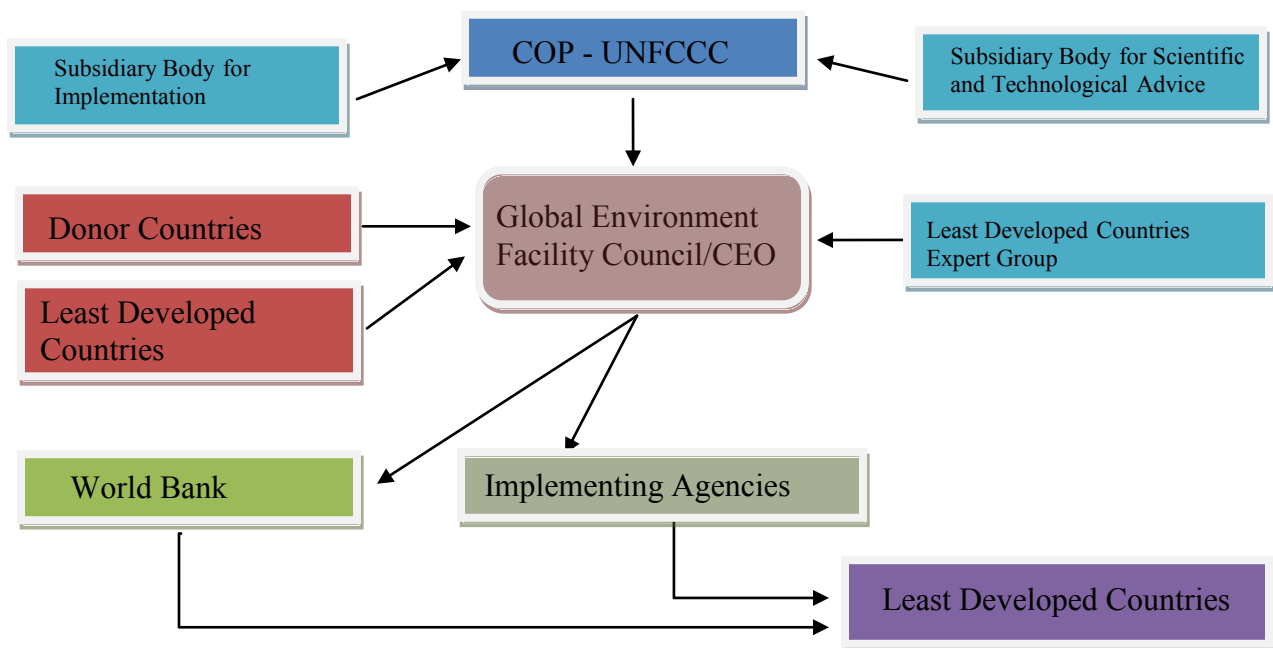 COP - UNFCCC
Subsidiary Body for
Implementation
Subsidiary Body for Scientific
and Technological Advice
Donor Countries
Global Environment
Facility Council/CEO
Least Developed Countries
Expert Group
Least Developed
Countries
World Bank
Implementing Agencies
Least Developed Countries